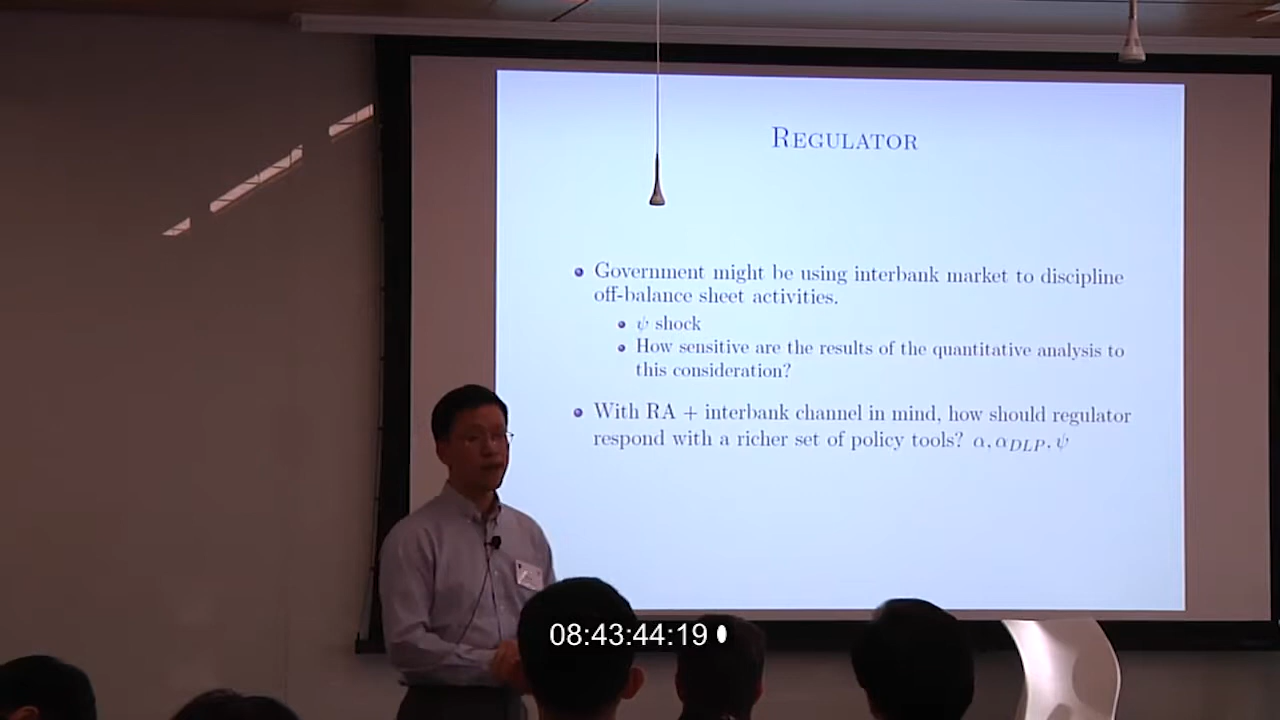 REGULATOR
Government might be using interbank market to discipline
off-balance sheet activities.
ψ shock
How sensitive are the results of the quantitative analysis to
this consideration?
With RA + interbank channel in mind, how should regulator
respond with a richer set of policy tools? α, α_DLP, ψ
08:43:44:19